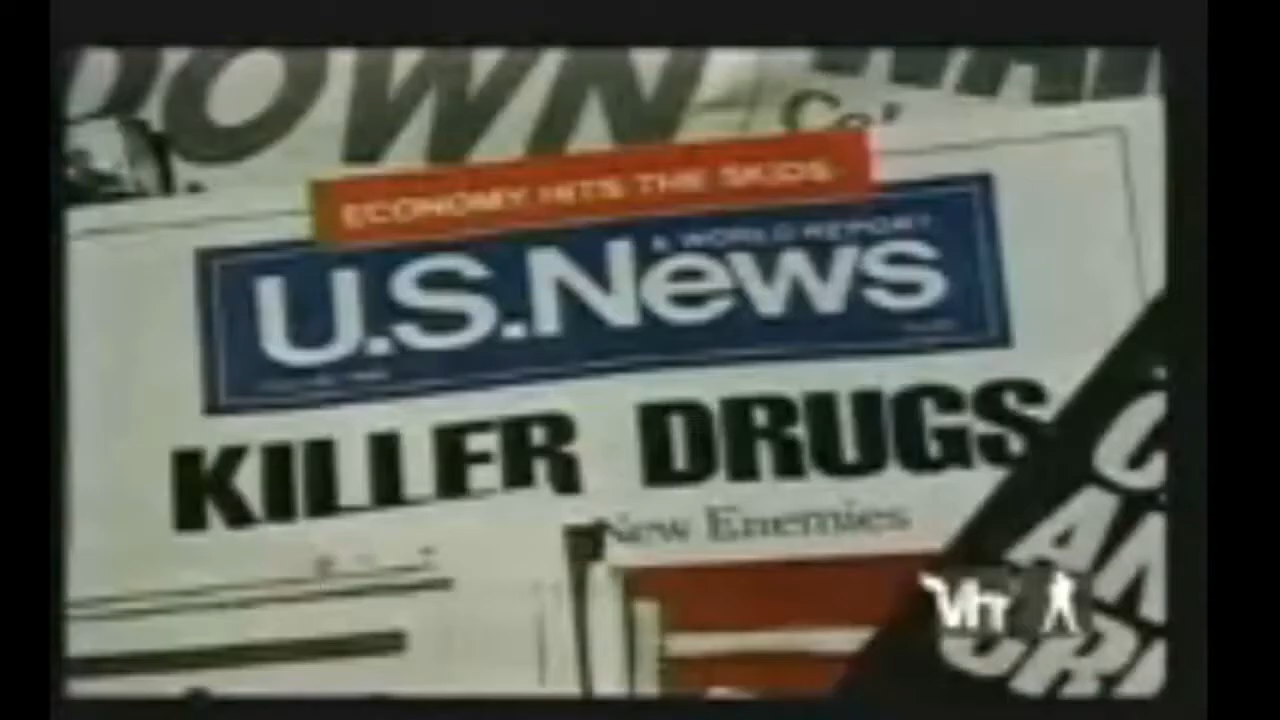 OWN
ECONOMY HITS THE SKIDS
U.S.News
& WORLD REPORT
KILLER DRUGS
New Enemies
VH1